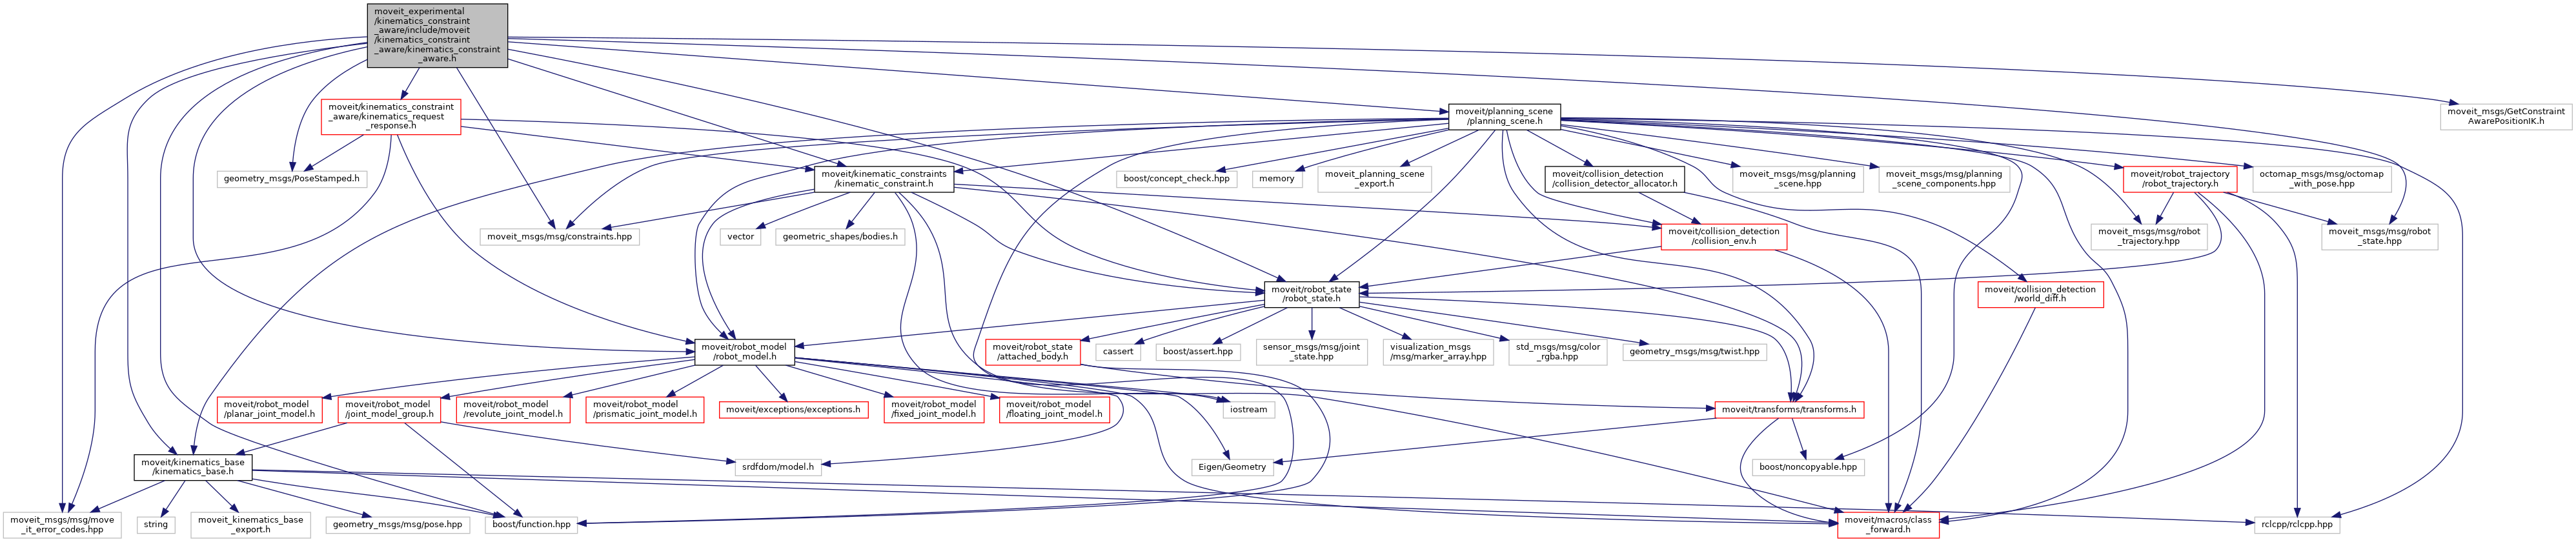 moveit_experimental
/kinematics_constraint
_aware/include/moveit
/kinematics_constraint
_aware/kinematics_constraint
_aware.h
moveit/kinematics_constraint
_aware/kinematics_request
_response.h
moveit/planning_scene
/planning_scene.h
moveit_msgs/GetConstraint
AwarePositionIK.h
geometry_msgs/PoseStamped.h
moveit/kinematic_constraints
/kinematic_constraint.h
boost/concept_check.hpp
memory
moveit_planning_scene
_export.h
moveit/collision_detection
/collision_detector_allocator.h
moveit_msgs/msg/planning
_scene.hpp
moveit_msgs/msg/planning
_scene_components.hpp
moveit/robot_trajectory
/robot_trajectory.h
octomap_msgs/msg/octomap
_with_pose.hpp
moveit_msgs/msg/constraints.hpp
vector
geometric_shapes/bodies.h
moveit/collision_detection
/collision_env.h
moveit_msgs/msg/robot
_trajectory.hpp
moveit_msgs/msg/robot
_state.hpp
moveit/robot_state
/robot_state.h
moveit/collision_detection
/world_diff.h
moveit/robot_model
/robot_model.h
moveit/robot_state
/attached_body.h
cassert
boost/assert.hpp
sensor_msgs/msg/joint
_state.hpp
visualization_msgs
/msg/marker_array.hpp
std_msgs/msg/color
_rgba.hpp
geometry_msgs/msg/twist.hpp
moveit/robot_model
/planar_joint_model.h
moveit/robot_model
/joint_model_group.h
moveit/robot_model
/revolute_joint_model.h
moveit/robot_model
/prismatic_joint_model.h
moveit/exceptions/exceptions.h
moveit/robot_model
/fixed_joint_model.h
moveit/robot_model
/floating_joint_model.h
iostream
moveit/transforms/transforms.h
moveit/kinematics_base
/kinematics_base.h
srdfdom/model.h
Eigen/Geometry
boost/noncopyable.hpp
moveit_msgs/msg/move
_it_error_codes.hpp
string
moveit_kinematics_base
_export.h
geometry_msgs/msg/pose.hpp
boost/function.hpp
moveit/macros/class
_forward.h
rclcpp/rclcpp.hpp